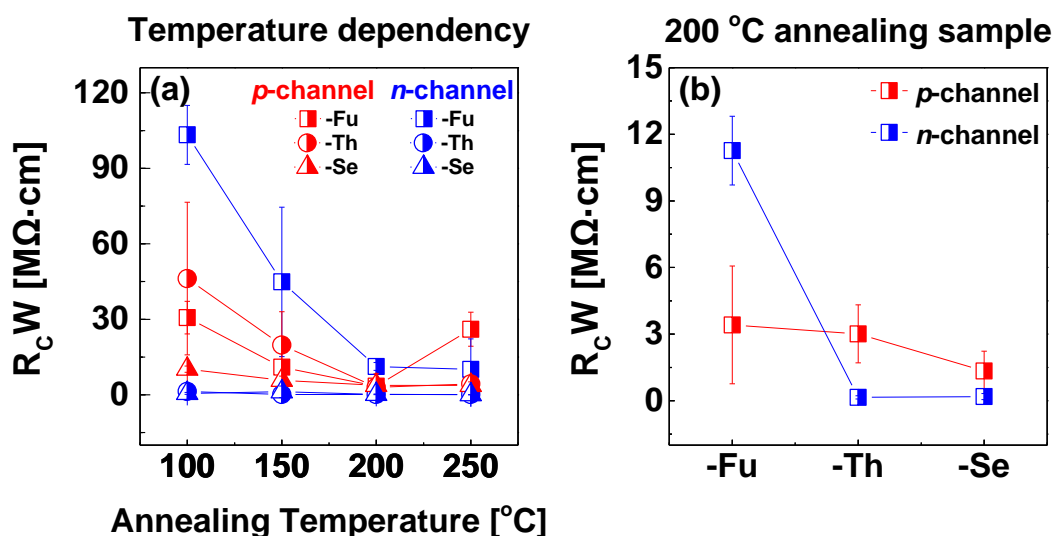 Temperature dependency
(a)
p-channel n-channel
-Fu -Fu
-Th -Th
-Se -Se
120
90
60
30
0
R_C W [MΩ·cm]
100 150 200 250
Annealing Temperature [°C]
200 °C annealing sample
(b)
p-channel
n-channel
15
12
9
6
3
0
R_C W [MΩ·cm]
-Fu -Th -Se